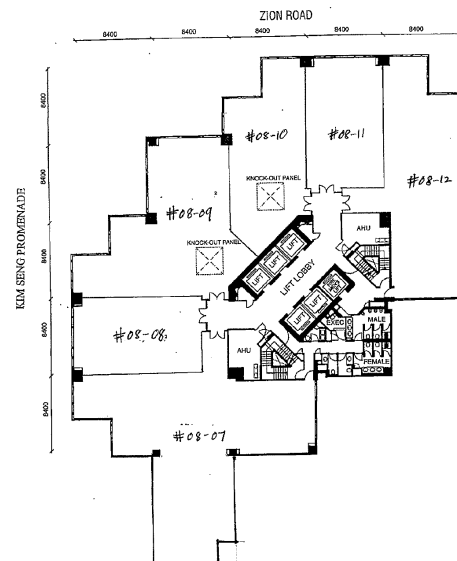 ZION ROAD
8400 8400 8400 8400 8400
8400
8400
8400
8400
8400
KIM SENG PROMENADE
#08-10
#08-11
#08-12
KNOCK-OUT PANEL
#08-09
AHU
KNOCK-OUT PANEL
LIFT
LIFT
LIFT
LIFT LOBBY
LIFT
LIFT
#08-08
EXEC
MALE
AHU
FEMALE
#08-07